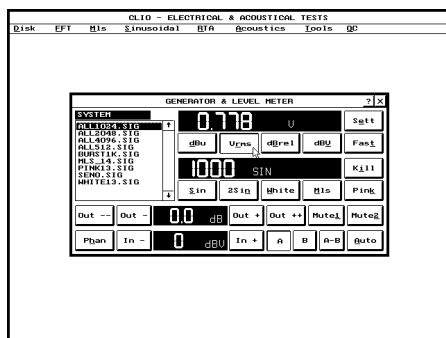 CLIO - ELECTRICAL & ACOUSTICAL TESTS
Disk FFT Mls Sinusoidal RTA Acoustics Tools QC
GENERATOR & LEVEL METER ? X
SYSTEM
ALL1024.SIG
ALL2048.SIG
ALL4096.SIG
ALL512.SIG
BURST1K.SIG
MLS_14.SIG
PINK13.SIG
SENO.SIG
WHITE13.SIG
0.778 V Sett
dBu Vrms dBrel dBV Fast
1000 SIN Kill
Sin 2Sin White Mls Pink
Out -- Out - 0.0 dB Out + Out ++ Mute1 Mute2
Phan In - 0 dBV In + A B A-B Auto